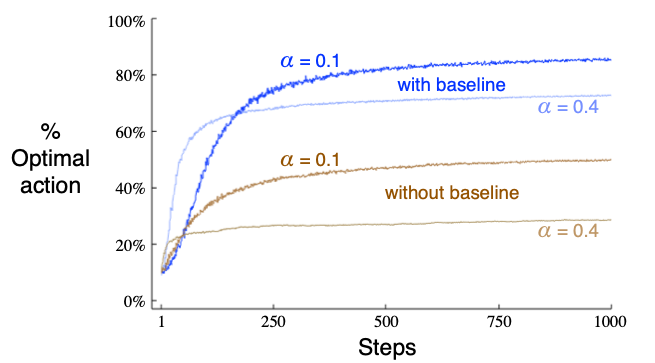 100%
80%
60%
40%
20%
0%
%
Optimal
action
α = 0.1
with baseline
α = 0.4
α = 0.1
without baseline
α = 0.4
1
250
500
750
1000
Steps